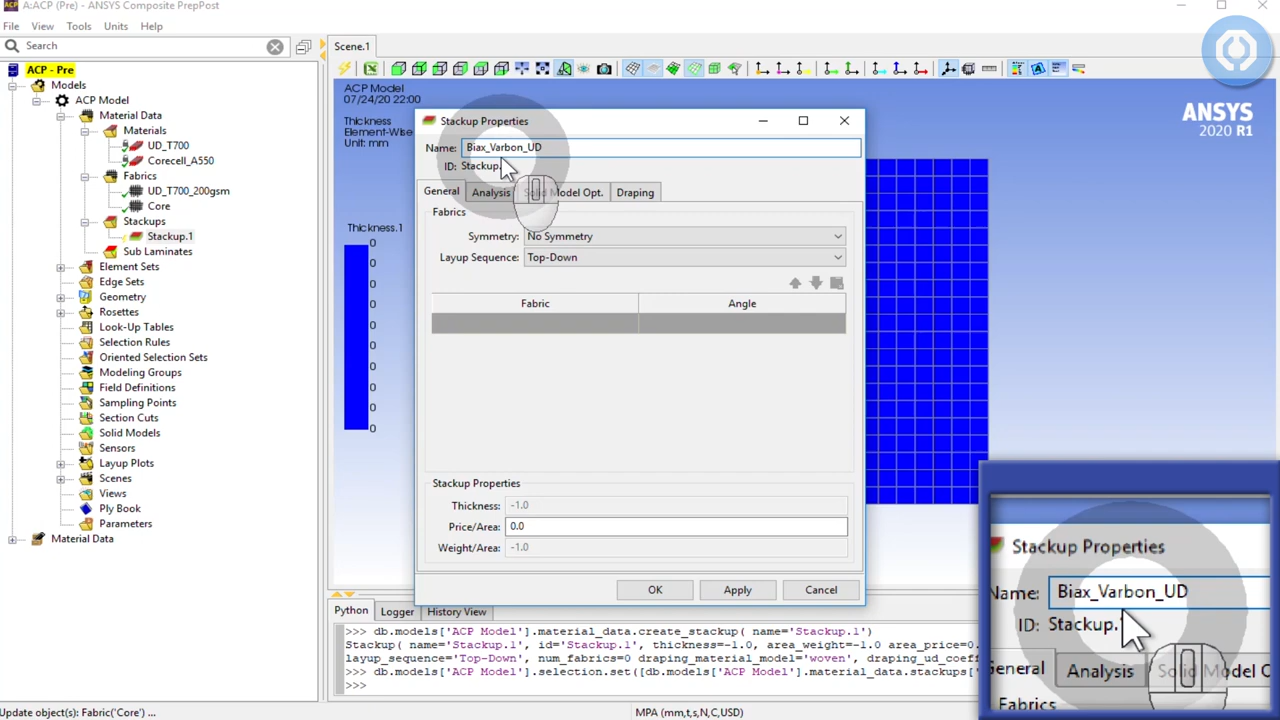 A:ACP (Pre) - ANSYS Composite PrepPost
File View Tools Units Help
Search
Scene.1
ACP - Pre
Models
ACP Model
Material Data
Materials
UD_T700
Corecell_A550
Fabrics
UD_T700_200gsm
Core
Stackups
Stackup.1
Sub Laminates
Element Sets
Edge Sets
Geometry
Rosettes
Look-Up Tables
Selection Rules
Oriented Selection Sets
Modeling Groups
Field Definitions
Sampling Points
Section Cuts
Solid Models
Sensors
Layup Plots
Scenes
Views
Ply Book
Parameters
Material Data
ACP Model
07/24/20 22:00
Thickness
Element-Wise
Unit: mm
Thickness.1
0
0
0
0
0
0
0
0
0
0
ANSYS
2020 R1
Stackup Properties
Name: Biax_Varbon_UD
ID: Stackup.
General Analysis Solid Model Opt. Draping
Fabrics
Symmetry: No Symmetry
Layup Sequence: Top-Down
Fabric Angle
Stackup Properties
Thickness: -1.0
Price/Area: 0.0
Weight/Area: -1.0
OK Apply Cancel
Python Logger History View
>>> db.models['ACP Model'].material_data.create_stackup( name='Stackup.1')
Stackup( name='Stackup.1', id='Stackup.1', thickness=-1.0, area_weight=-1.0 area_price=0.
layup_sequence='Top-Down', num_fabrics=0 draping_material_model='woven', draping_ud_coeff
>>> db.models['ACP Model'].selection.set([db.models['ACP Model'].material_data.stackups['
>>>
Update object(s): Fabric('Core') ...
MPA (mm,t,s,N,C,USD)
Stackup Properties
Name: Biax_Varbon_UD
ID: Stackup.
General Analysis Solid Model O
Fabrics